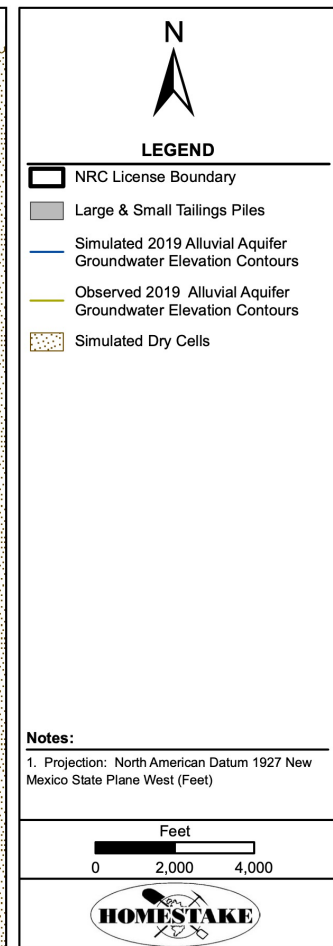 N
LEGEND
NRC License Boundary
Large & Small Tailings Piles
Simulated 2019 Alluvial Aquifer
Groundwater Elevation Contours
Observed 2019 Alluvial Aquifer
Groundwater Elevation Contours
Simulated Dry Cells
Notes:
1. Projection: North American Datum 1927 New
Mexico State Plane West (Feet)
Feet
0 2,000 4,000
HOMESTAKE